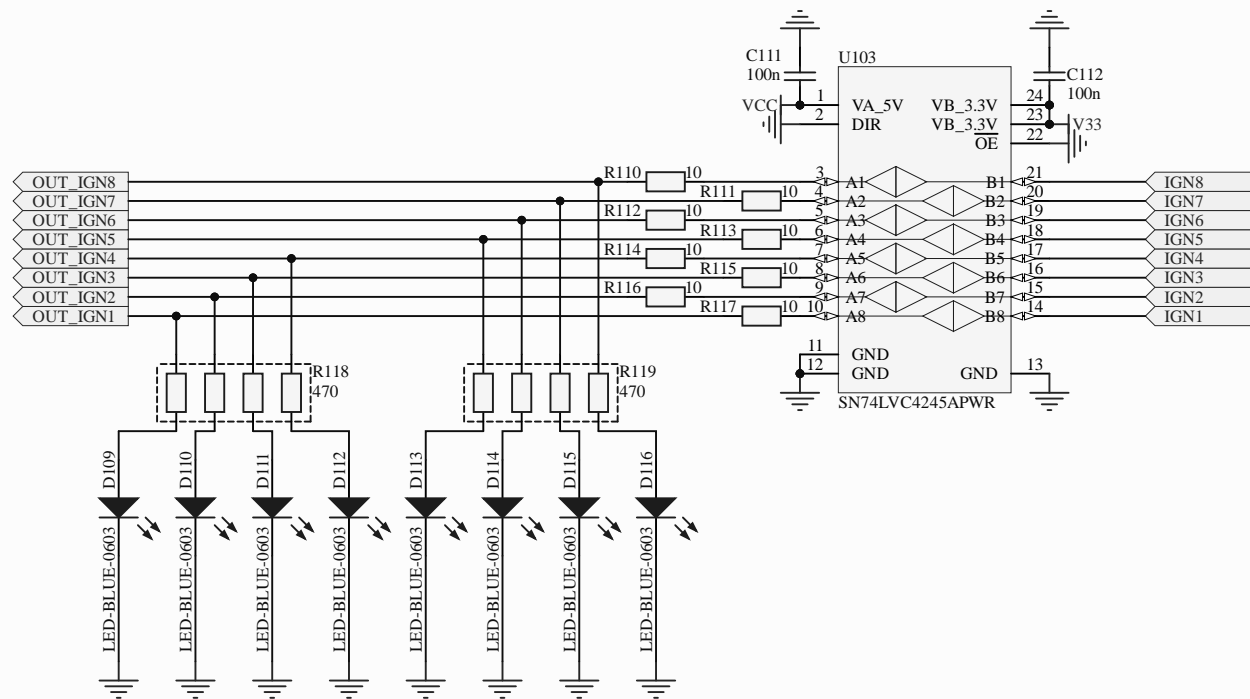 U103
C111
100n
C112
100n
VCC
1
VA_5V
VB_3.3V
24
2
DIR
VB_3.3V
23
V33
OE
22
OUT_IGN8
R110
10
3
A1
B1
21
IGN8
OUT_IGN7
R111
10
4
A2
B2
20
IGN7
OUT_IGN6
R112
10
5
A3
B3
19
IGN6
OUT_IGN5
R113
10
6
A4
B4
18
IGN5
OUT_IGN4
R114
10
7
A5
B5
17
IGN4
OUT_IGN3
R115
10
8
A6
B6
16
IGN3
OUT_IGN2
R116
10
9
A7
B7
15
IGN2
OUT_IGN1
R117
10
10
A8
B8
14
IGN1
11
GND
12
GND
GND
13
SN74LVC4245APWR
R118
470
R119
470
D109
D110
D111
D112
D113
D114
D115
D116
LED-BLUE-0603
LED-BLUE-0603
LED-BLUE-0603
LED-BLUE-0603
LED-BLUE-0603
LED-BLUE-0603
LED-BLUE-0603
LED-BLUE-0603